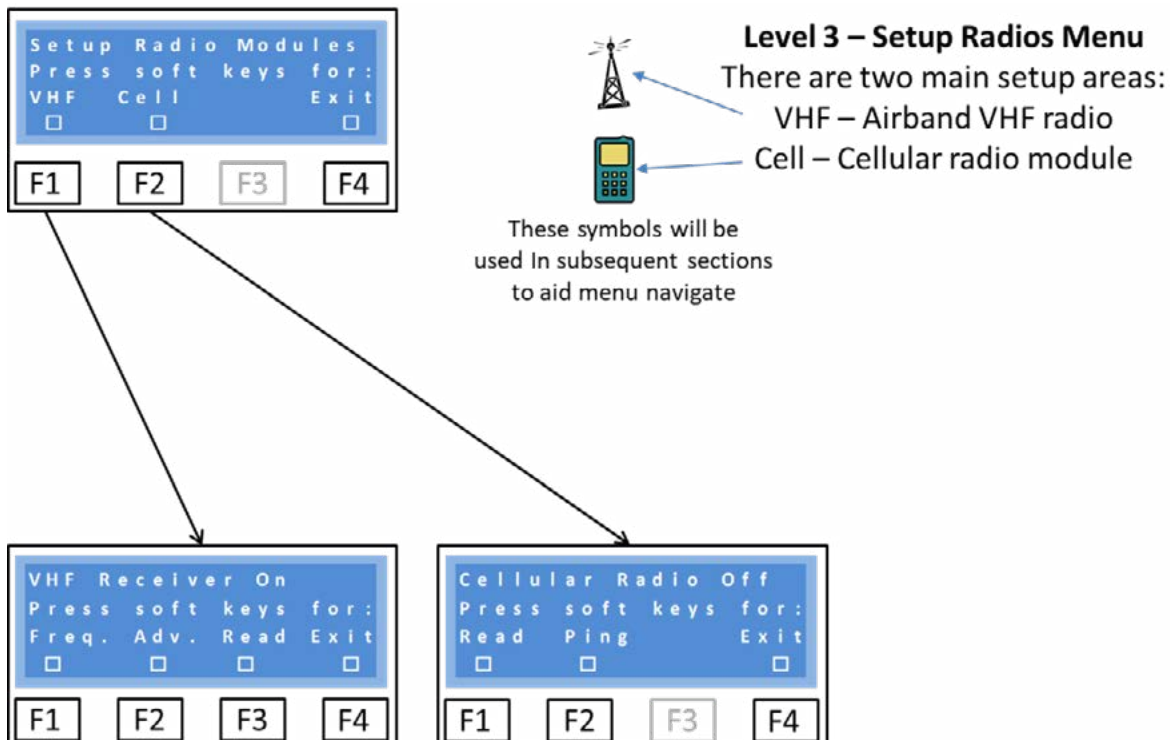 Setup Radio Modules
Press soft keys for:
VHF Cell Exit
F1 F2 F3 F4
Level 3 – Setup Radios Menu
There are two main setup areas:
VHF – Airband VHF radio
Cell – Cellular radio module
These symbols will be
used In subsequent sections
to aid menu navigate
VHF Receiver On
Press soft keys for:
Freq. Adv. Read Exit
F1 F2 F3 F4
Cellular Radio Off
Press soft keys for:
Read Ping Exit
F1 F2 F3 F4